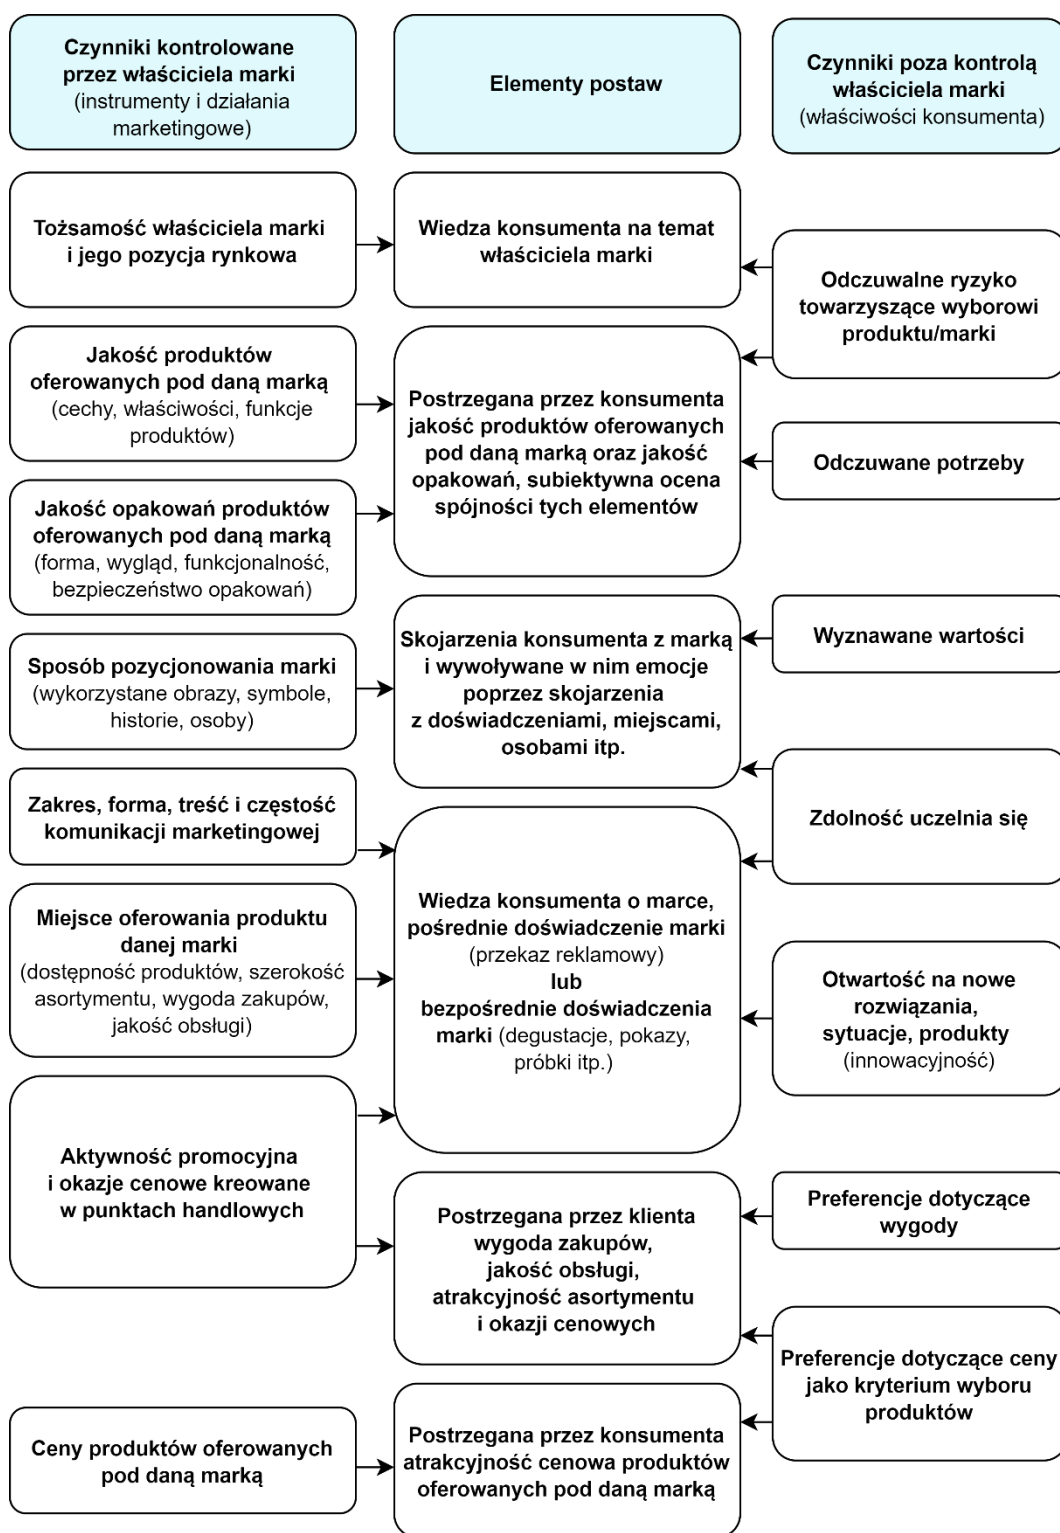 Czynniki kontrolowane
przez właściciela marki
(instrumenty i działania
marketingowe)
Elementy postaw
Czynniki poza kontrolą
właściciela marki
(właściwości konsumenta)
Tożsamość właściciela marki
i jego pozycja rynkowa
Wiedza konsumenta na temat
właściciela marki
Odczuwalne ryzyko
towarzyszące wyborowi
produktu/marki
Jakość produktów
oferowanych pod daną marką
(cechy, właściwości, funkcje
produktów)
Postrzegana przez konsumenta
jakość produktów oferowanych
pod daną marką oraz jakość
opakowań, subiektywna ocena
spójności tych elementów
Odczuwane potrzeby
Jakość opakowań produktów
oferowanych pod daną marką
(forma, wygląd, funkcjonalność,
bezpieczeństwo opakowań)
Skojarzenia konsumenta z marką
i wywoływane w nim emocje
poprzez skojarzenia
z doświadczeniami, miejscami,
osobami itp.
Wyznawane wartości
Sposób pozycjonowania marki
(wykorzystane obrazy, symbole,
historie, osoby)
Zakres, forma, treść i częstość
komunikacji marketingowej
Zdolność uczelnia się
Wiedza konsumenta o marce,
pośrednie doświadczenie marki
(przekaz reklamowy)
lub
bezpośrednie doświadczenia
marki (degustacje, pokazy,
próbki itp.)
Miejsce oferowania produktu
danej marki
(dostępność produktów, szerokość
asortymentu, wygoda zakupów,
jakość obsługi)
Otwartość na nowe
rozwiązania,
sytuacje, produkty
(innowacyjność)
Aktywność promocyjna
i okazje cenowe kreowane
w punktach handlowych
Postrzegana przez klienta
wygoda zakupów,
jakość obsługi,
atrakcyjność asortymentu
i okazji cenowych
Preferencje dotyczące
wygody
Preferencje dotyczące ceny
jako kryterium wyboru
produktów
Ceny produktów oferowanych
pod daną marką
Postrzegana przez konsumenta
atrakcyjność cenowa produktów
oferowanych pod daną marką